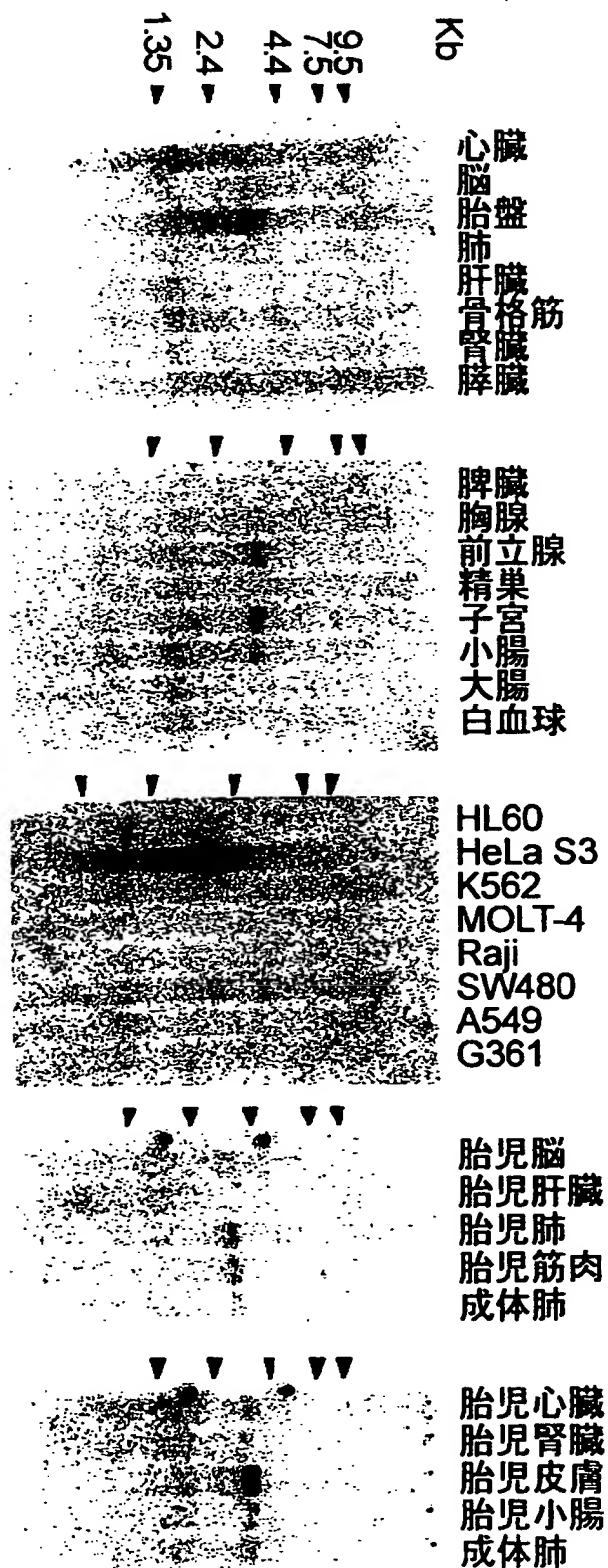 Kb
9.5
7.5
4.4
2.4
1.35
心臓
脳
胎盤
肺
肝臓
骨格筋
腎臓
膵臓
脾臓
胸腺
前立腺
精巣
子宮
小腸
大腸
白血球
HL60
HeLa S3
K562
MOLT-4
Raji
SW480
A549
G361
胎児脳
胎児肝臓
胎児肺
胎児筋肉
成体肺
胎児心臓
胎児腎臓
胎児皮膚
胎児小腸
成体肺